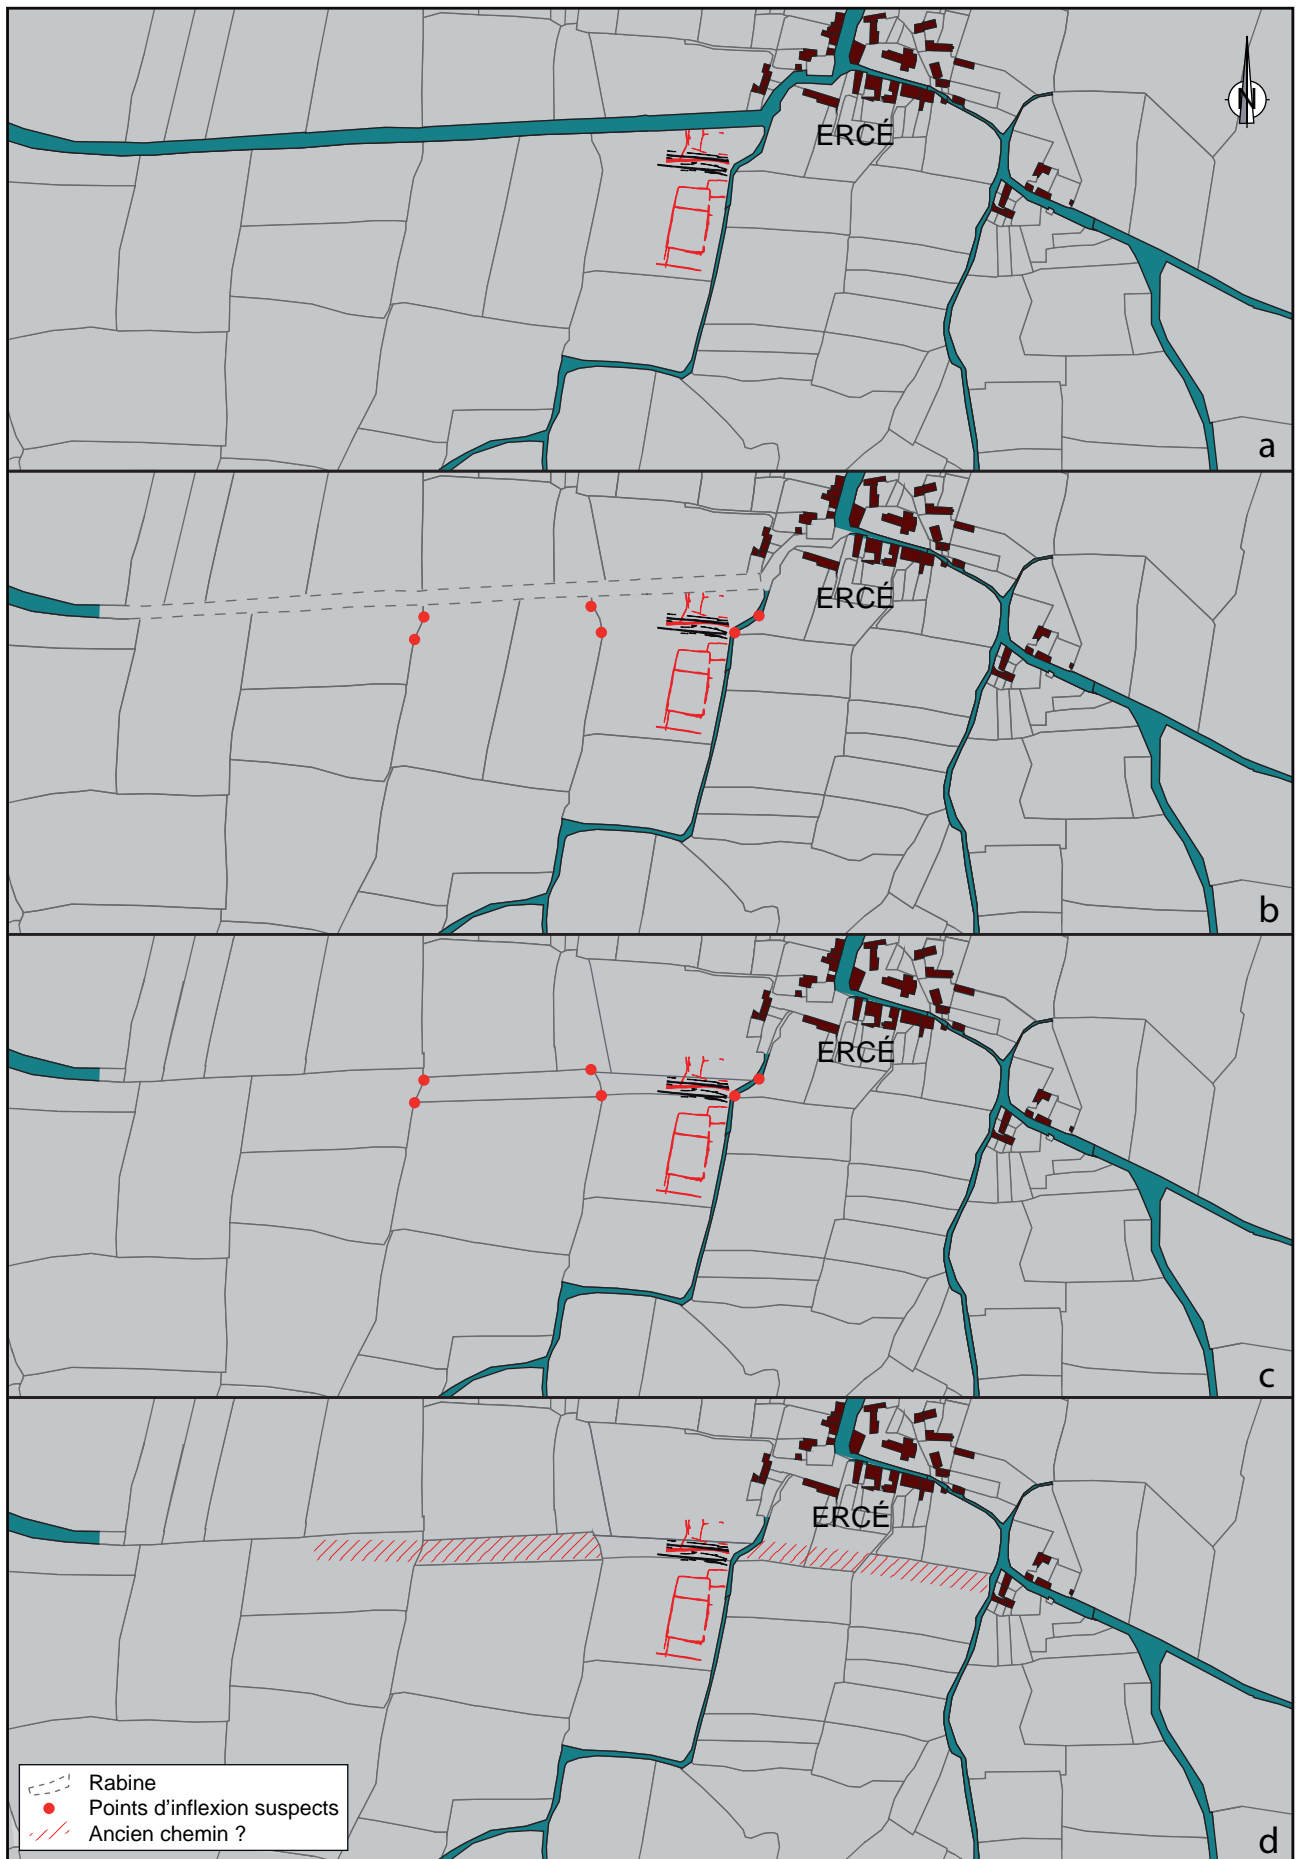 N
ERCÉ
a
ERCÉ
b
ERCÉ
c
ERCÉ
Rabine
Points d’inflexion suspects
Ancien chemin ?
d